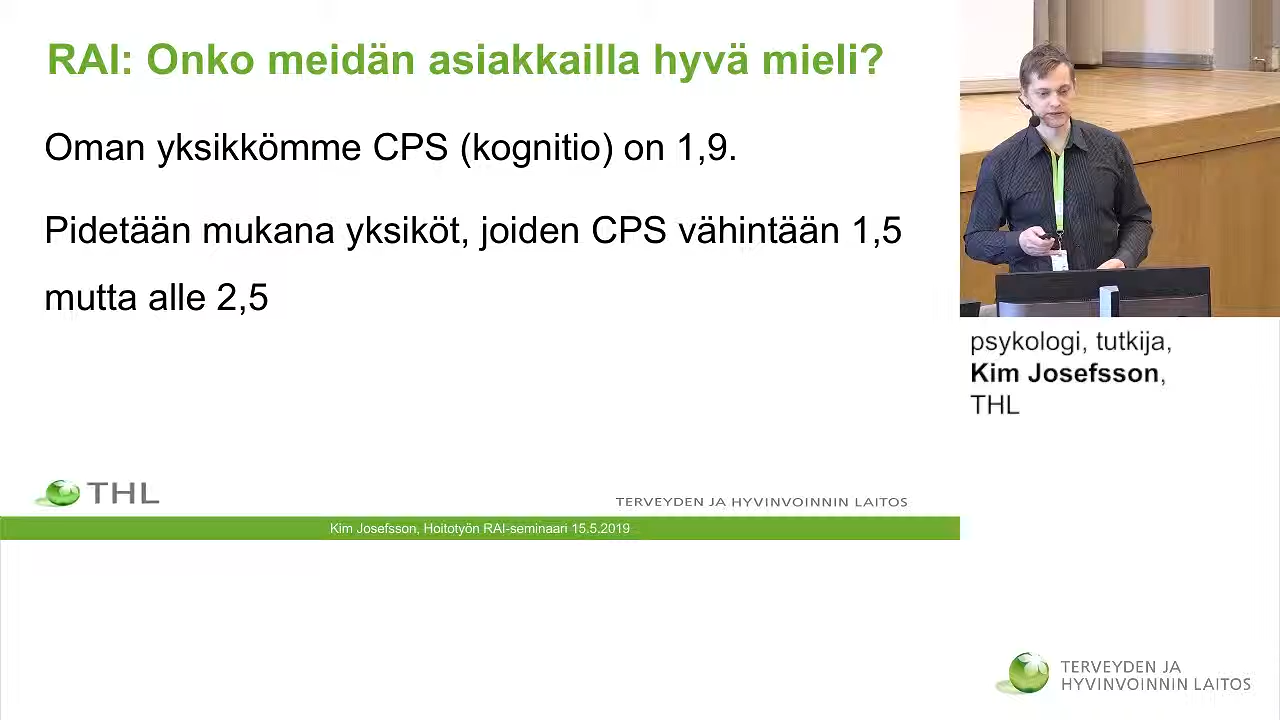 RAI: Onko meidän asiakkailla hyvä mieli?
Oman yksikkömme CPS (kognitio) on 1,9.
Pidetään mukana yksiköt, joiden CPS vähintään 1,5
mutta alle 2,5
THL
TERVEYDEN JA HYVINVOINNIN LAITOS
Kim Josefsson, Hoitotyön RAI-seminaari 15.5.2019
psykologi, tutkija,
Kim Josefsson,
THL
TERVEYDEN JA
HYVINVOINNIN LAITOS